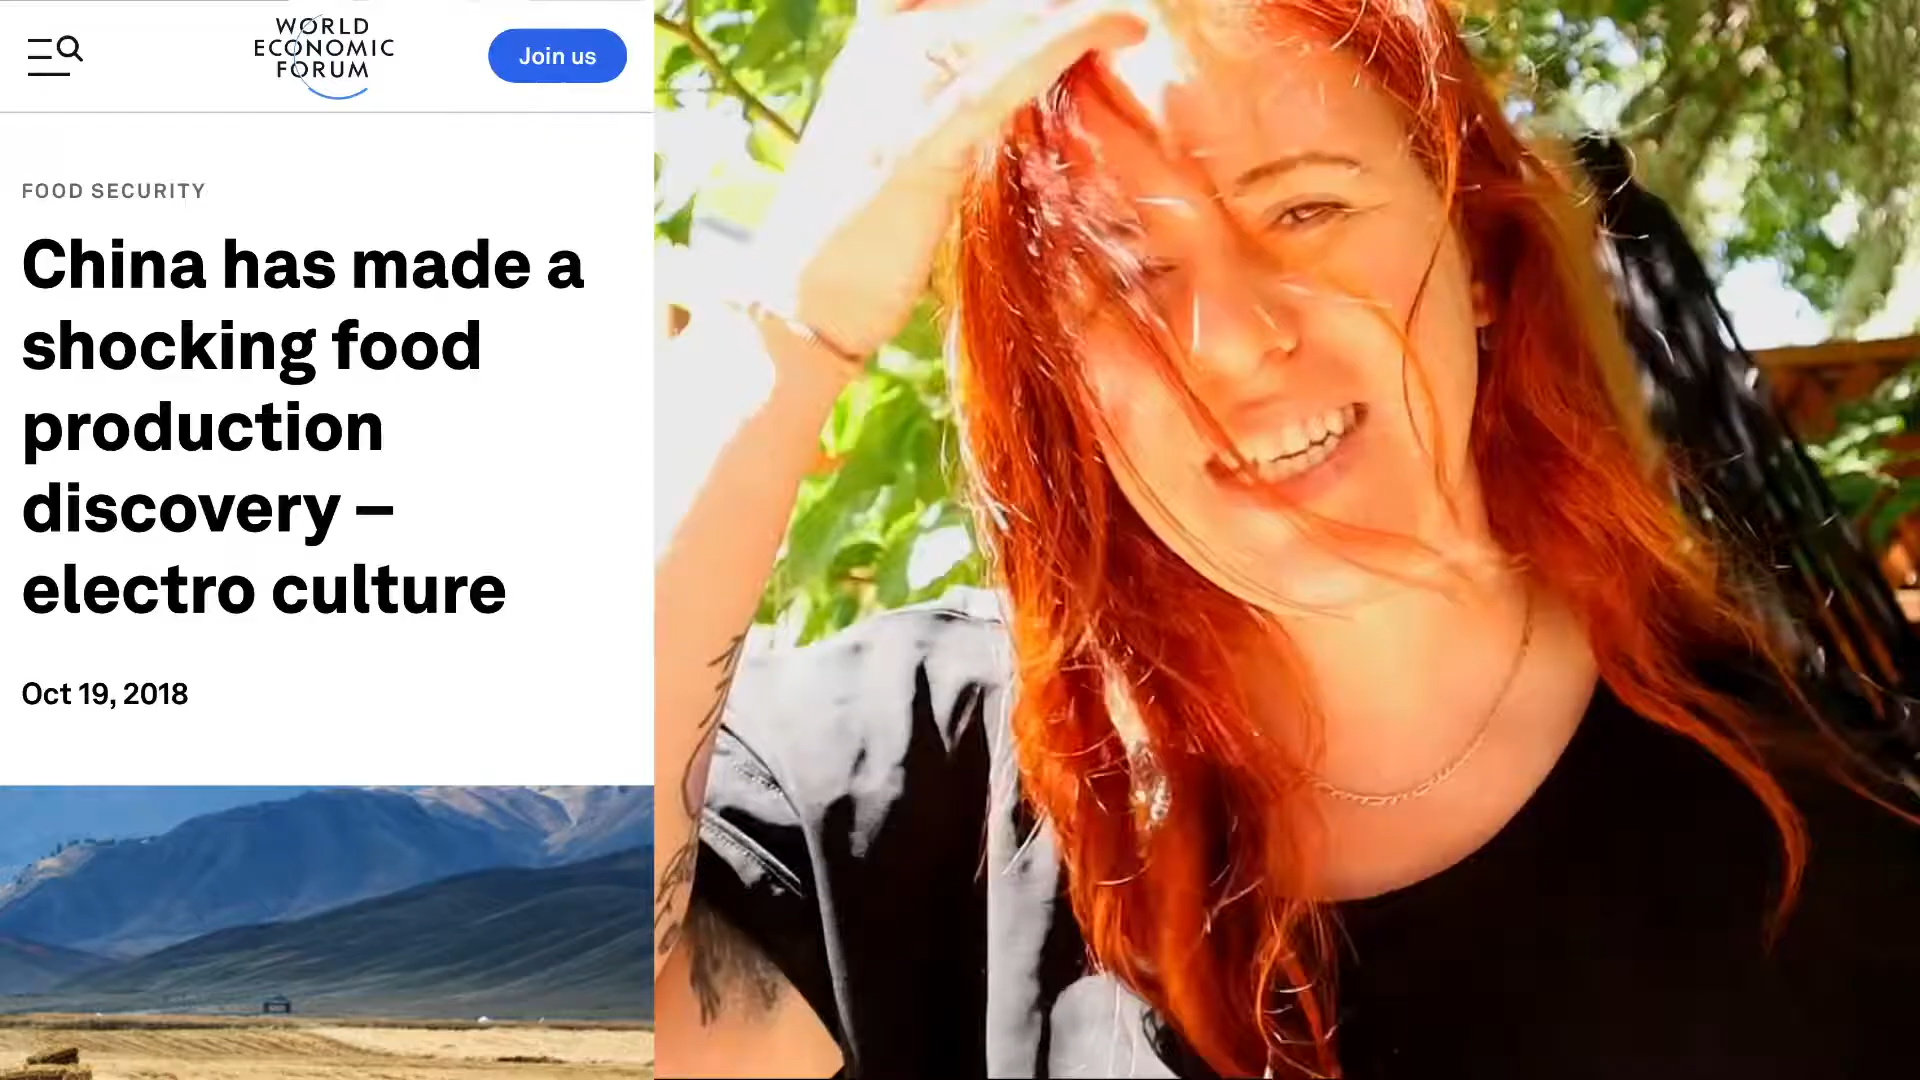 WORLD
ECONOMIC
FORUM
Join us
FOOD SECURITY
China has made a
shocking food
production
discovery –
electro culture
Oct 19, 2018